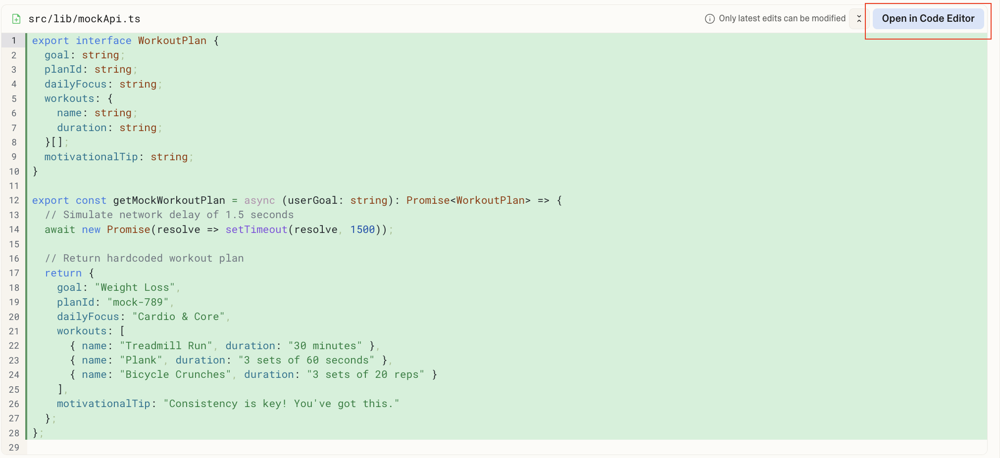 src/lib/mockApi.ts Only latest edits can be modified Open in Code Editor
1 export interface WorkoutPlan {
2   goal: string;
3   planId: string;
4   dailyFocus: string;
5   workouts: {
6     name: string;
7     duration: string;
8   }[];
9   motivationalTip: string;
10 }
11
12 export const getMockWorkoutPlan = async (userGoal: string): Promise<WorkoutPlan> => {
13   // Simulate network delay of 1.5 seconds
14   await new Promise(resolve => setTimeout(resolve, 1500));
15
16   // Return hardcoded workout plan
17   return {
18     goal: "Weight Loss",
19     planId: "mock-789",
20     dailyFocus: "Cardio & Core",
21     workouts: [
22       { name: "Treadmill Run", duration: "30 minutes" },
23       { name: "Plank", duration: "3 sets of 60 seconds" },
24       { name: "Bicycle Crunches", duration: "3 sets of 20 reps" }
25     ],
26     motivationalTip: "Consistency is key! You've got this."
27   };
28 };
29